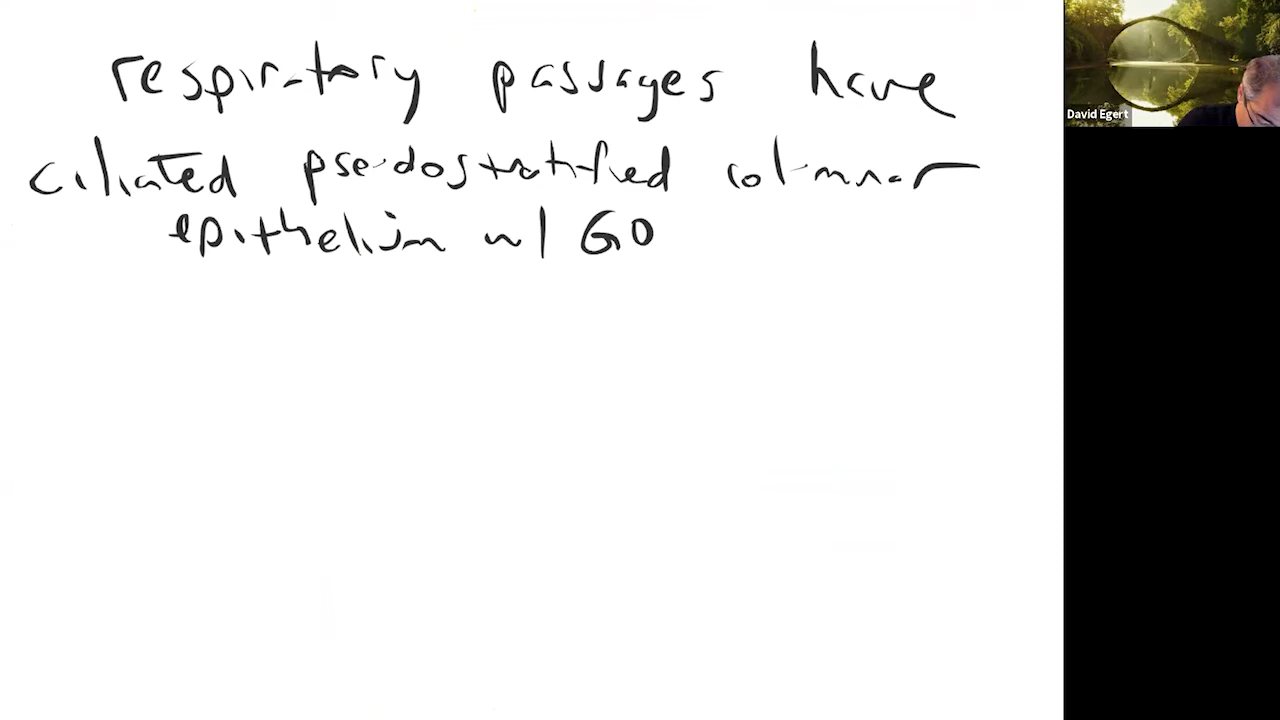 respiratory passages have
ciliated pseudostratified columnar
epithelium w/ GO
David Egert